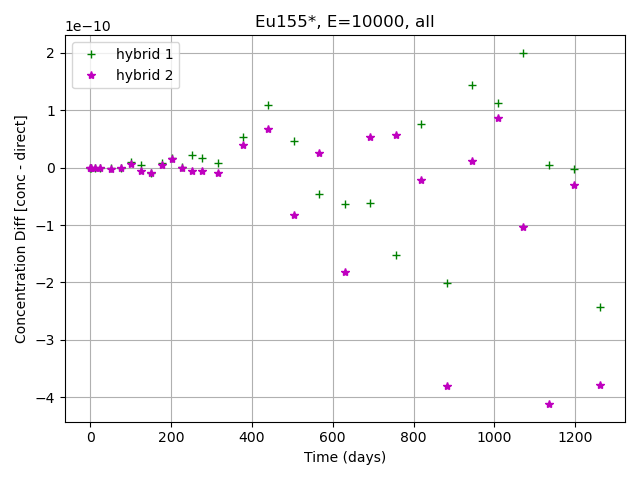 Eu155*, E=10000, all
1e−10
hybrid 1
hybrid 2
2
1
0
−1
−2
−3
−4
Concentration Diff [conc - direct]
0 200 400 600 800 1000 1200
Time (days)